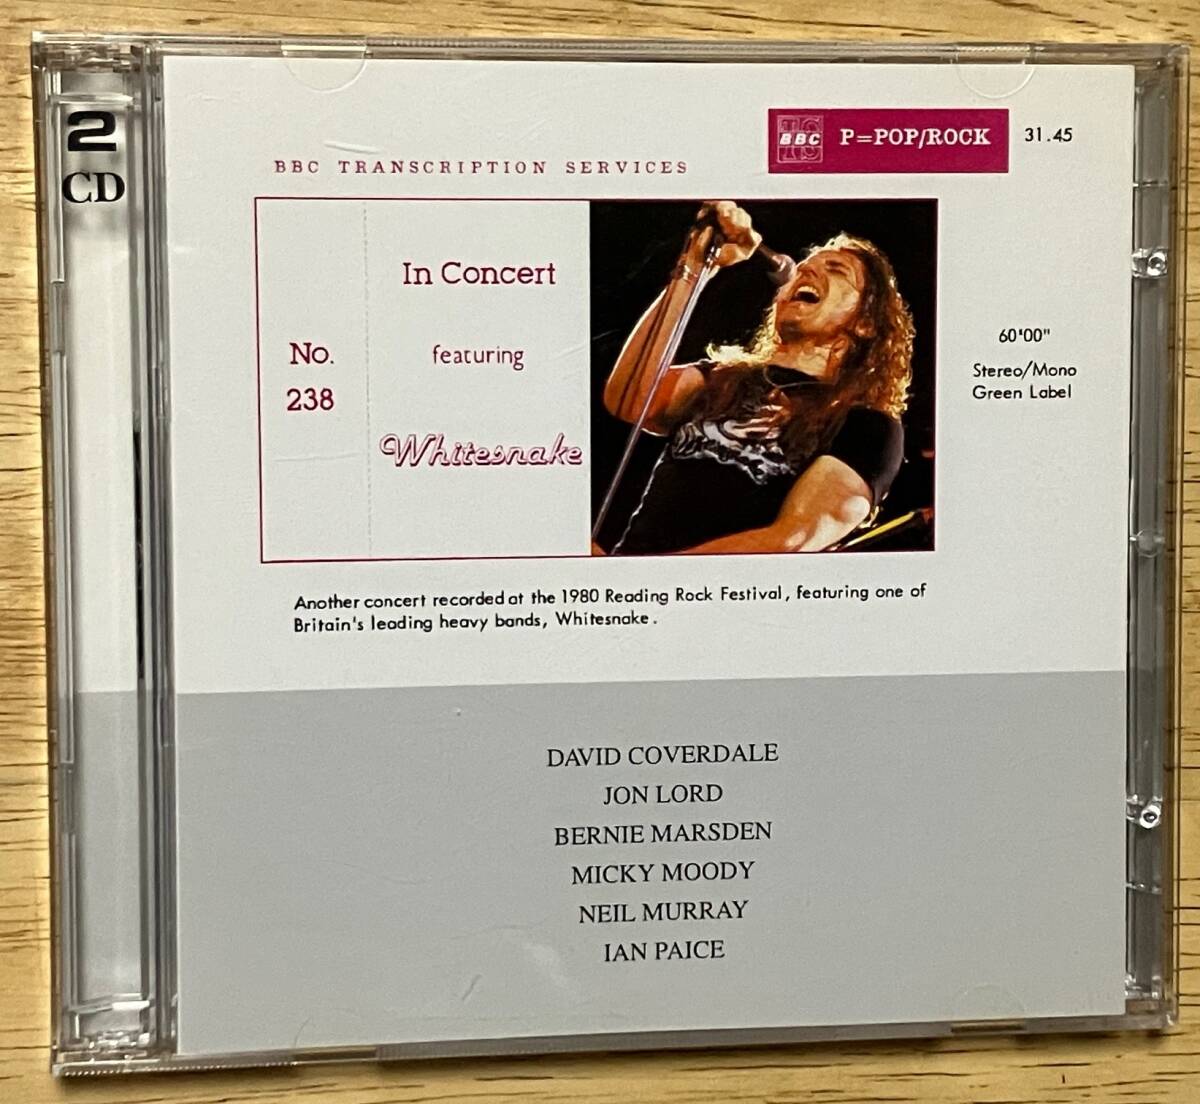 2
CD
BBC P=POP/ROCK 31.45
BBC TRANSCRIPTION SERVICES
In Concert
No.
238
featuring
Whitesnake
60'00"
Stereo/Mono
Green Label
Another concert recorded at the 1980 Reading Rock Festival, featuring one of
Britain's leading heavy bands, Whitesnake.
DAVID COVERDALE
JON LORD
BERNIE MARSDEN
MICKY MOODY
NEIL MURRAY
IAN PAICE